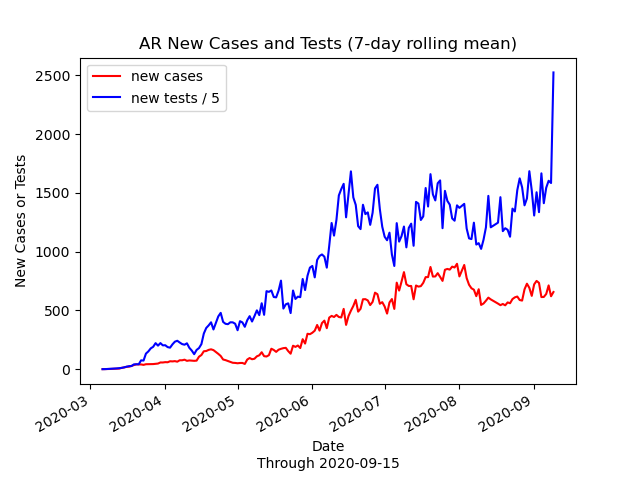 AR New Cases and Tests (7-day rolling mean)
new cases
new tests / 5
New Cases or Tests
2500
2000
1500
1000
500
0
2020-03
2020-04
2020-05
2020-06
2020-07
2020-08
2020-09
Date
Through 2020-09-15